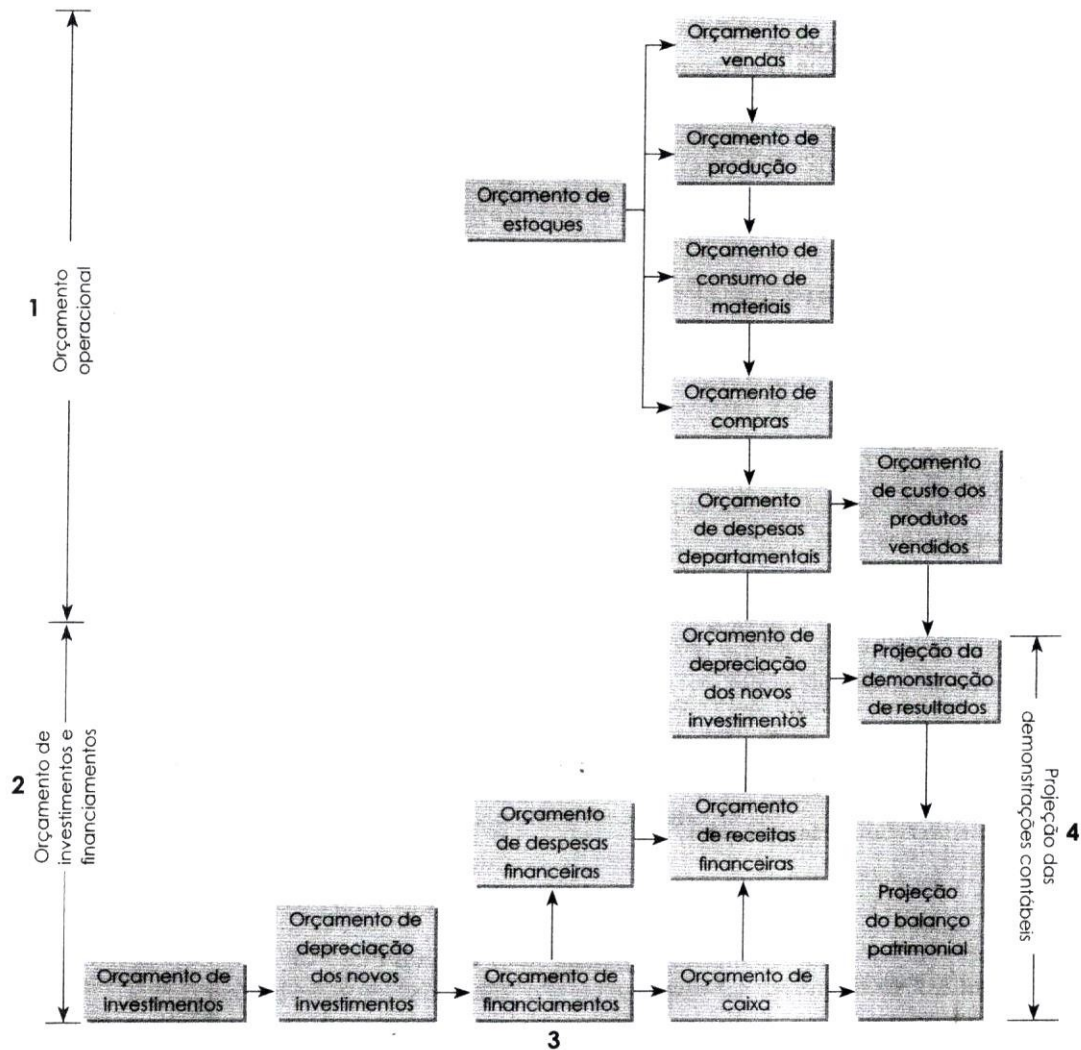 Orçamento de
vendas
Orçamento de
produção
Orçamento de
estoques
Orçamento de
consumo de
materiais
1
Orçamento
operacional
Orçamento de
compras
Orçamento
de despesas
departamentais
Orçamento
de custo dos
produtos
vendidos
Orçamento de
depreciação
dos novos
investimentos
Projeção da
demonstração
de resultados
2
Orçamento de
investimentos e
financiamentos
Projeção das
demonstrações contábeis
4
Orçamento
de despesas
financeiras
Orçamento
de receitas
financeiras
Projeção
do balanço
patrimonial
Orçamento de
investimentos
Orçamento de
depreciação
dos novos
investimentos
Orçamento de
financiamentos
Orçamento de
caixa
3